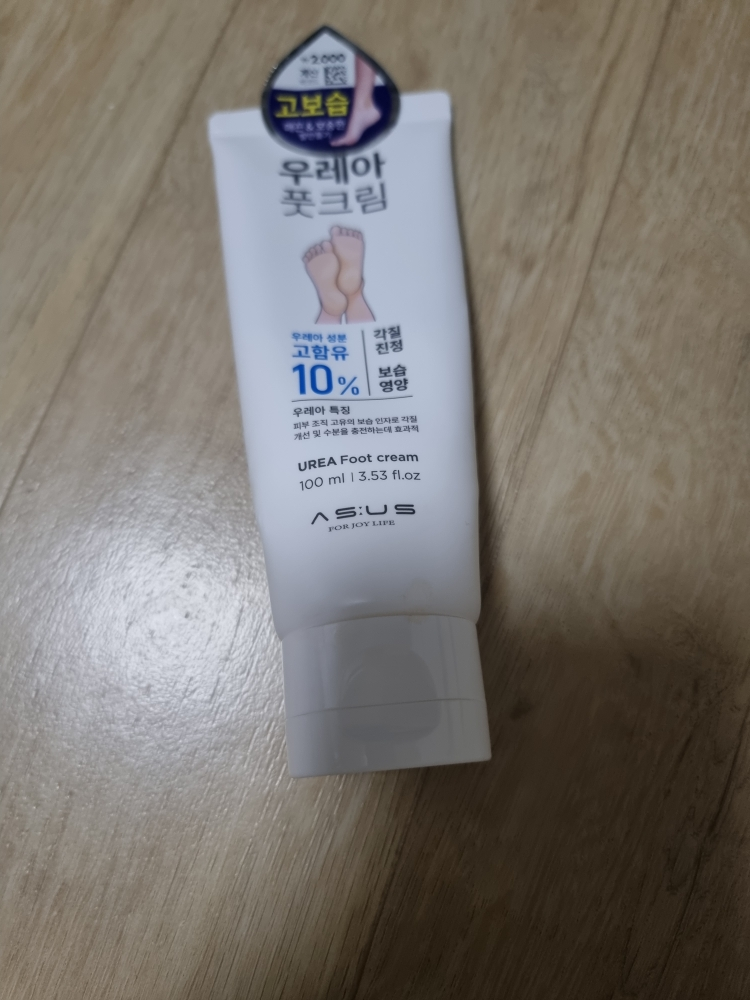 ₩2,000
고보습
우레아
풋크림
우레아 성분
고함유
10%
각질
진정
보습
영양
우레아 특징
피부 조직 고유의 보습 인자로 각질
개선 및 수분을 충전하는데 효과적
UREA Foot cream
100 ml | 3.53 fl.oz
AS:US
FOR JOY LIFE